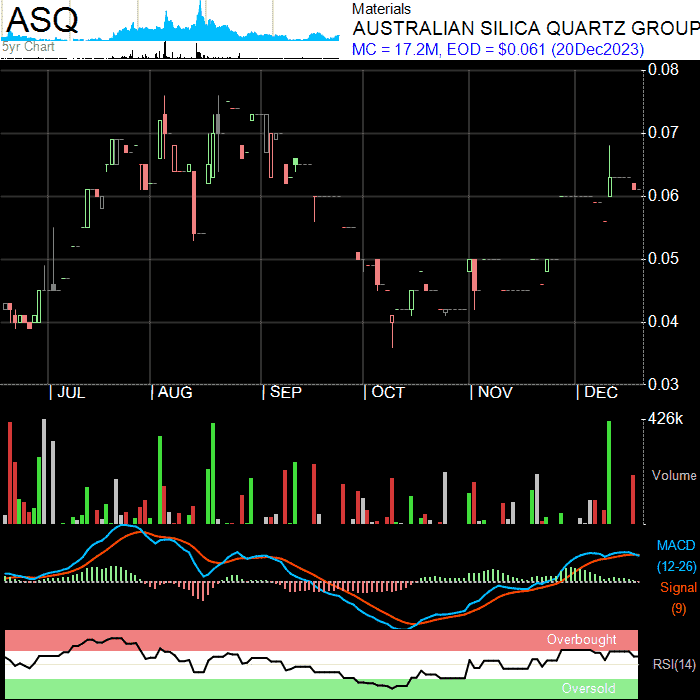 ASQ
5yr Chart
Materials
AUSTRALIAN SILICA QUARTZ GROUP
MC = 17.2M, EOD = $0.061 (20Dec2023)
0.08
0.07
0.06
0.05
0.04
0.03
JUL AUG SEP OCT NOV DEC
426k
Volume
MACD
(12-26)
Signal
(9)
Overbought
RSI(14)
Oversold